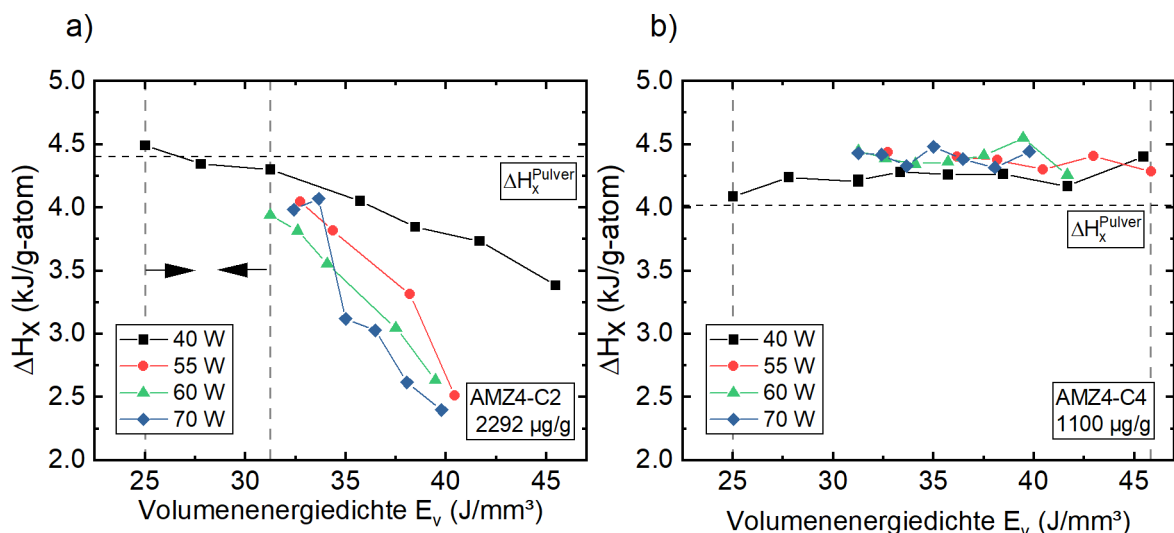 a)
5.0
4.5
4.0
3.5
3.0
2.5
2.0
ΔHx (kJ/g-atom)
ΔHxPulver
40 W
55 W
60 W
70 W
AMZ4-C2
2292 µg/g
25 30 35 40 45
Volumenenergiedichte Ev (J/mm³)
b)
5.0
4.5
4.0
3.5
3.0
2.5
2.0
ΔHx (kJ/g-atom)
ΔHxPulver
40 W
55 W
60 W
70 W
AMZ4-C4
1100 µg/g
25 30 35 40 45
Volumenenergiedichte Ev (J/mm³)